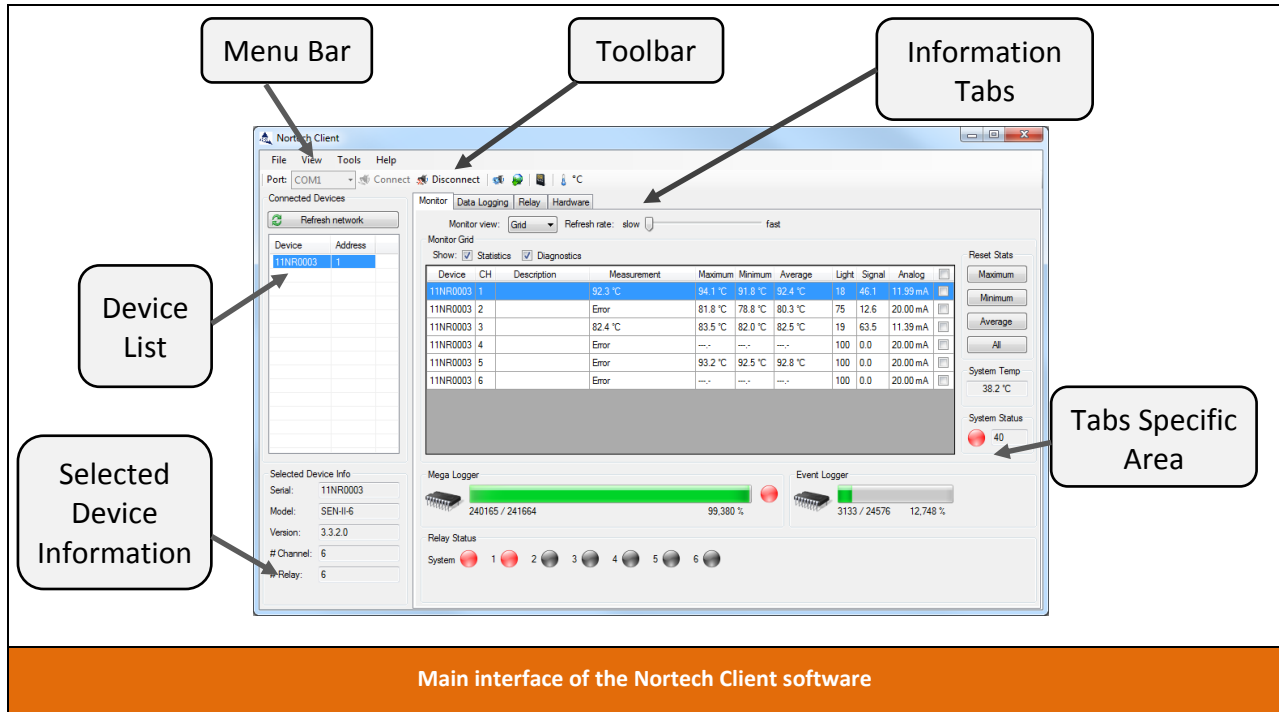 Menu Bar
Toolbar
Information
Tabs
Nortech Client
File View Tools Help
Port: COM1 Connect Disconnect °C
Connected Devices
Refresh network
Device Address
11NR0003 1
Monitor Data Logging Relay Hardware
Monitor view: Grid Refresh rate: slow fast
Monitor Grid
Show: Statistics Diagnostics
Device CH Description Measurement Maximum Minimum Average Light Signal Analog
11NR0003 1 92.3 °C 94.1 °C 91.8 °C 92.4 °C 18 46.1 11.99 mA
11NR0003 2 Error 81.8 °C 78.8 °C 80.3 °C 75 12.6 20.00 mA
11NR0003 3 82.4 °C 83.5 °C 82.0 °C 82.5 °C 19 63.5 11.39 mA
11NR0003 4 Error ---.- ---.- ---.- 100 0.0 20.00 mA
11NR0003 5 Error 93.2 °C 92.5 °C 92.8 °C 100 0.0 20.00 mA
11NR0003 6 Error ---.- ---.- ---.- 100 0.0 20.00 mA
Reset Stats
Maximum
Minimum
Average
All
System Temp
38.2 °C
System Status
40
Device
List
Tabs Specific
Area
Selected
Device
Information
Selected Device Info
Serial: 11NR0003
Model: SEN-II-6
Version: 3.3.2.0
# Channel: 6
# Relay: 6
Mega Logger
240165 / 241664 99,380 %
Event Logger
3133 / 24576 12,748 %
Relay Status
System 1 2 3 4 5 6
Main interface of the Nortech Client software